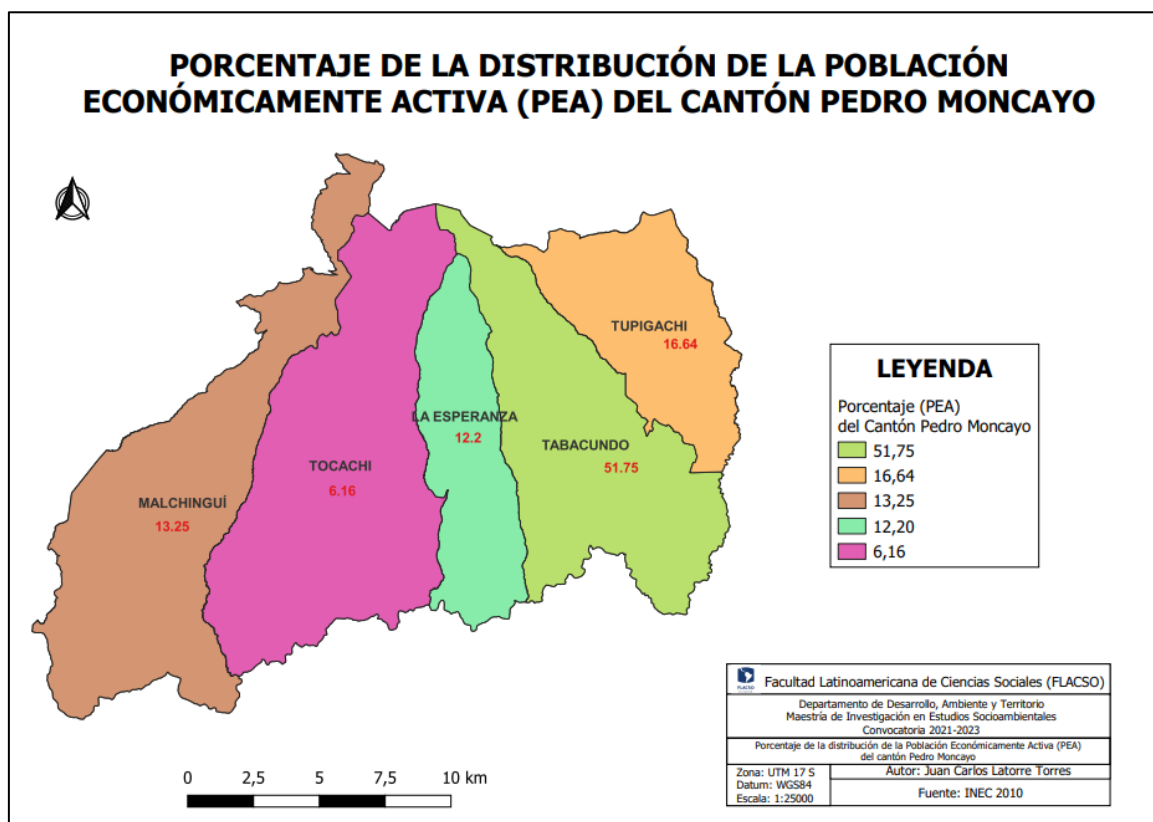 PORCENTAJE DE LA DISTRIBUCIÓN DE LA POBLACIÓN
ECONÓMICAMENTE ACTIVA (PEA) DEL CANTÓN PEDRO MONCAYO
TUPIGACHI
16.64
LA ESPERANZA
12.2
TABACUNDO
51.75
TOCACHI
6.16
MALCHINGUÍ
13.25
LEYENDA
Porcentaje (PEA)
del Cantón Pedro Moncayo
51,75
16,64
13,25
12,20
6,16
0 2,5 5 7,5 10 km
FLACSO
Facultad Latinoamericana de Ciencias Sociales (FLACSO)
Departamento de Desarrollo, Ambiente y Territorio
Maestría de Investigación en Estudios Socioambientales
Convocatoria 2021-2023
Porcentaje de la distribución de la Población Económicamente Activa (PEA)
del cantón Pedro Moncayo
Zona: UTM 17 S
Datum: WGS84
Escala: 1:25000
Autor: Juan Carlos Latorre Torres
Fuente: INEC 2010